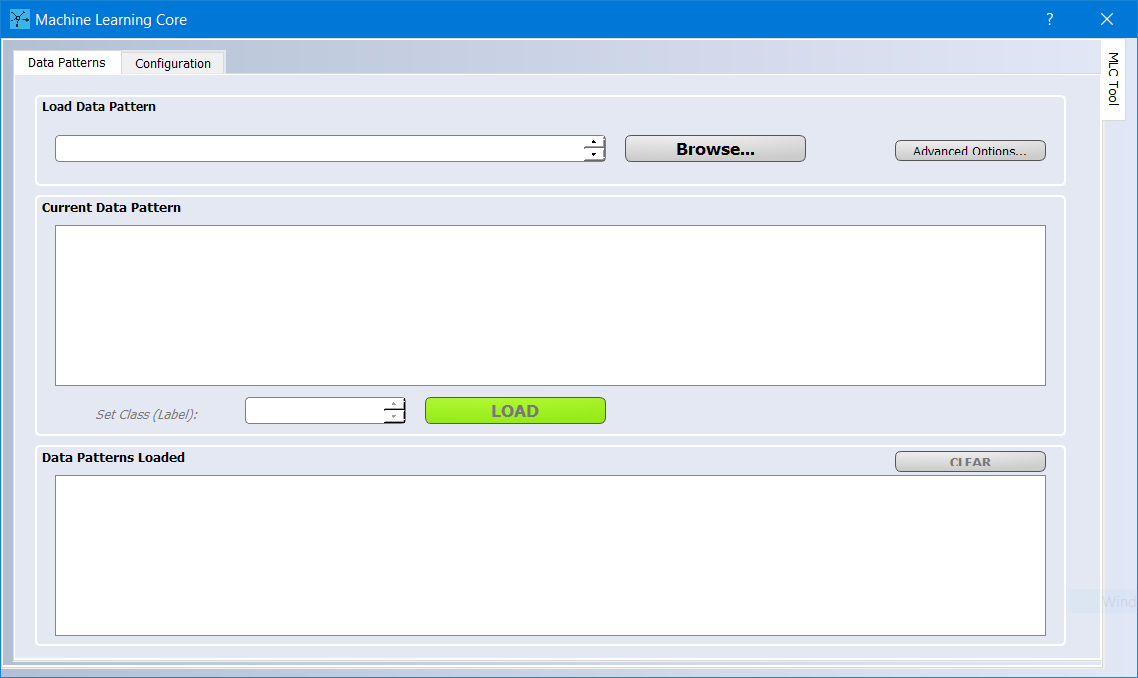 Machine Learning Core
?
Data Patterns
Configuration
MLC Tool
Load Data Pattern
Browse...
Advanced Options...
Current Data Pattern
Set Class (Label):
LOAD
Data Patterns Loaded
CLEAR
Wind